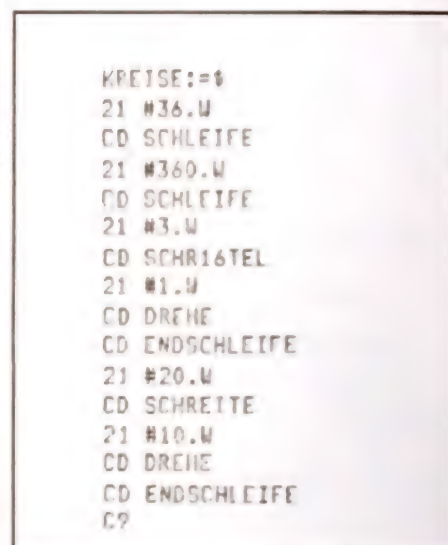 KREISE:=$
21 #36.W
CD SCHLEIFE
21 #360.W
CD SCHLEIFE
21 #3.W
CD SCHR16TEL
21 #1.W
CD DREHE
CD ENDSCHLEIFE
21 #20.W
CD SCHREITE
21 #10.W
CD DREHE
CD ENDSCHLEIFE
C9